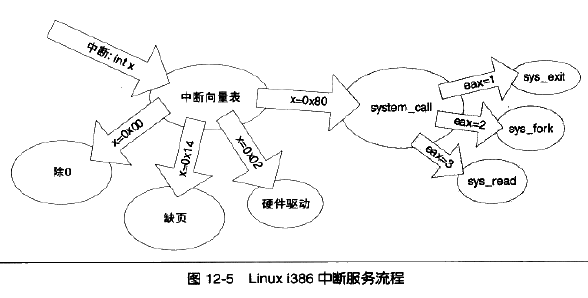 中断: int x
中断向量表
x=0x80
system_call
eax=1
sys_exit
eax=2
sys_fork
eax=3
sys_read
x=0x00
除0
x=0x14
缺页
x=0x02
硬件驱动
图 12-5 Linux i386 中断服务流程